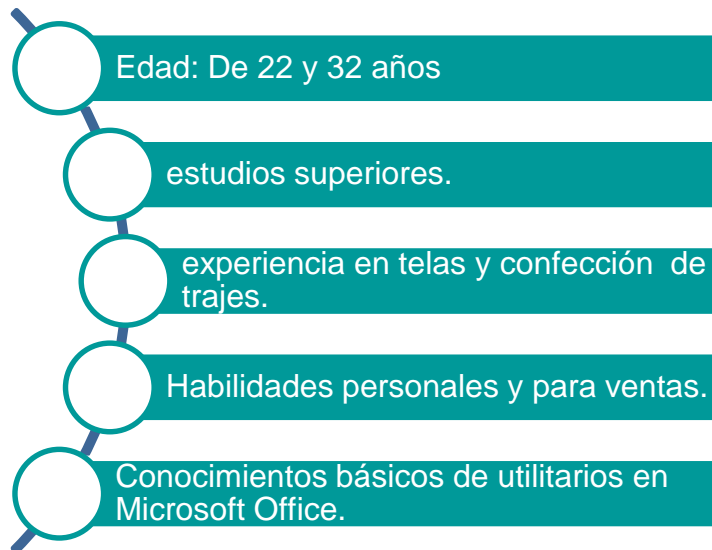 Edad: De 22 y 32 años
estudios superiores.
experiencia en telas y confección  de
trajes.
Habilidades personales y para ventas.
Conocimientos básicos de utilitarios en
Microsoft Office.